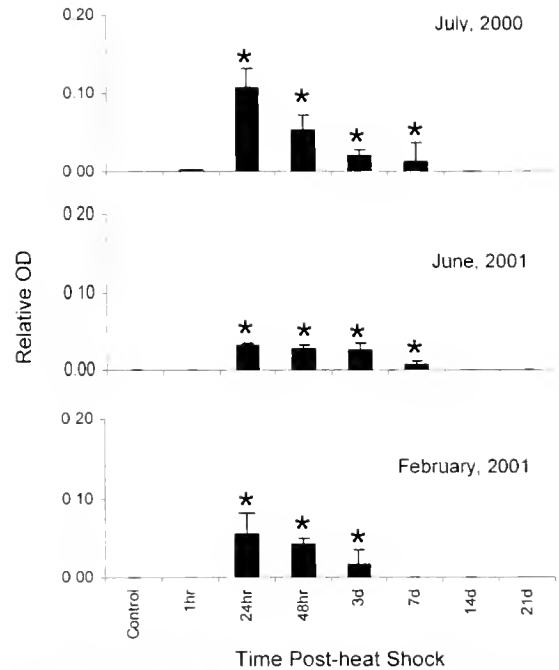 0.20
July, 2000
*
0.10
*
*
*
0 00
0 20
June, 2001
Relative OD
0 10
*
*
*
*
0.00
0 20
February, 2001
0 10
*
*
*
0 00
Control
1hr
24hr
48hr
3d
7d
14d
21d
Time Post-heat Shock